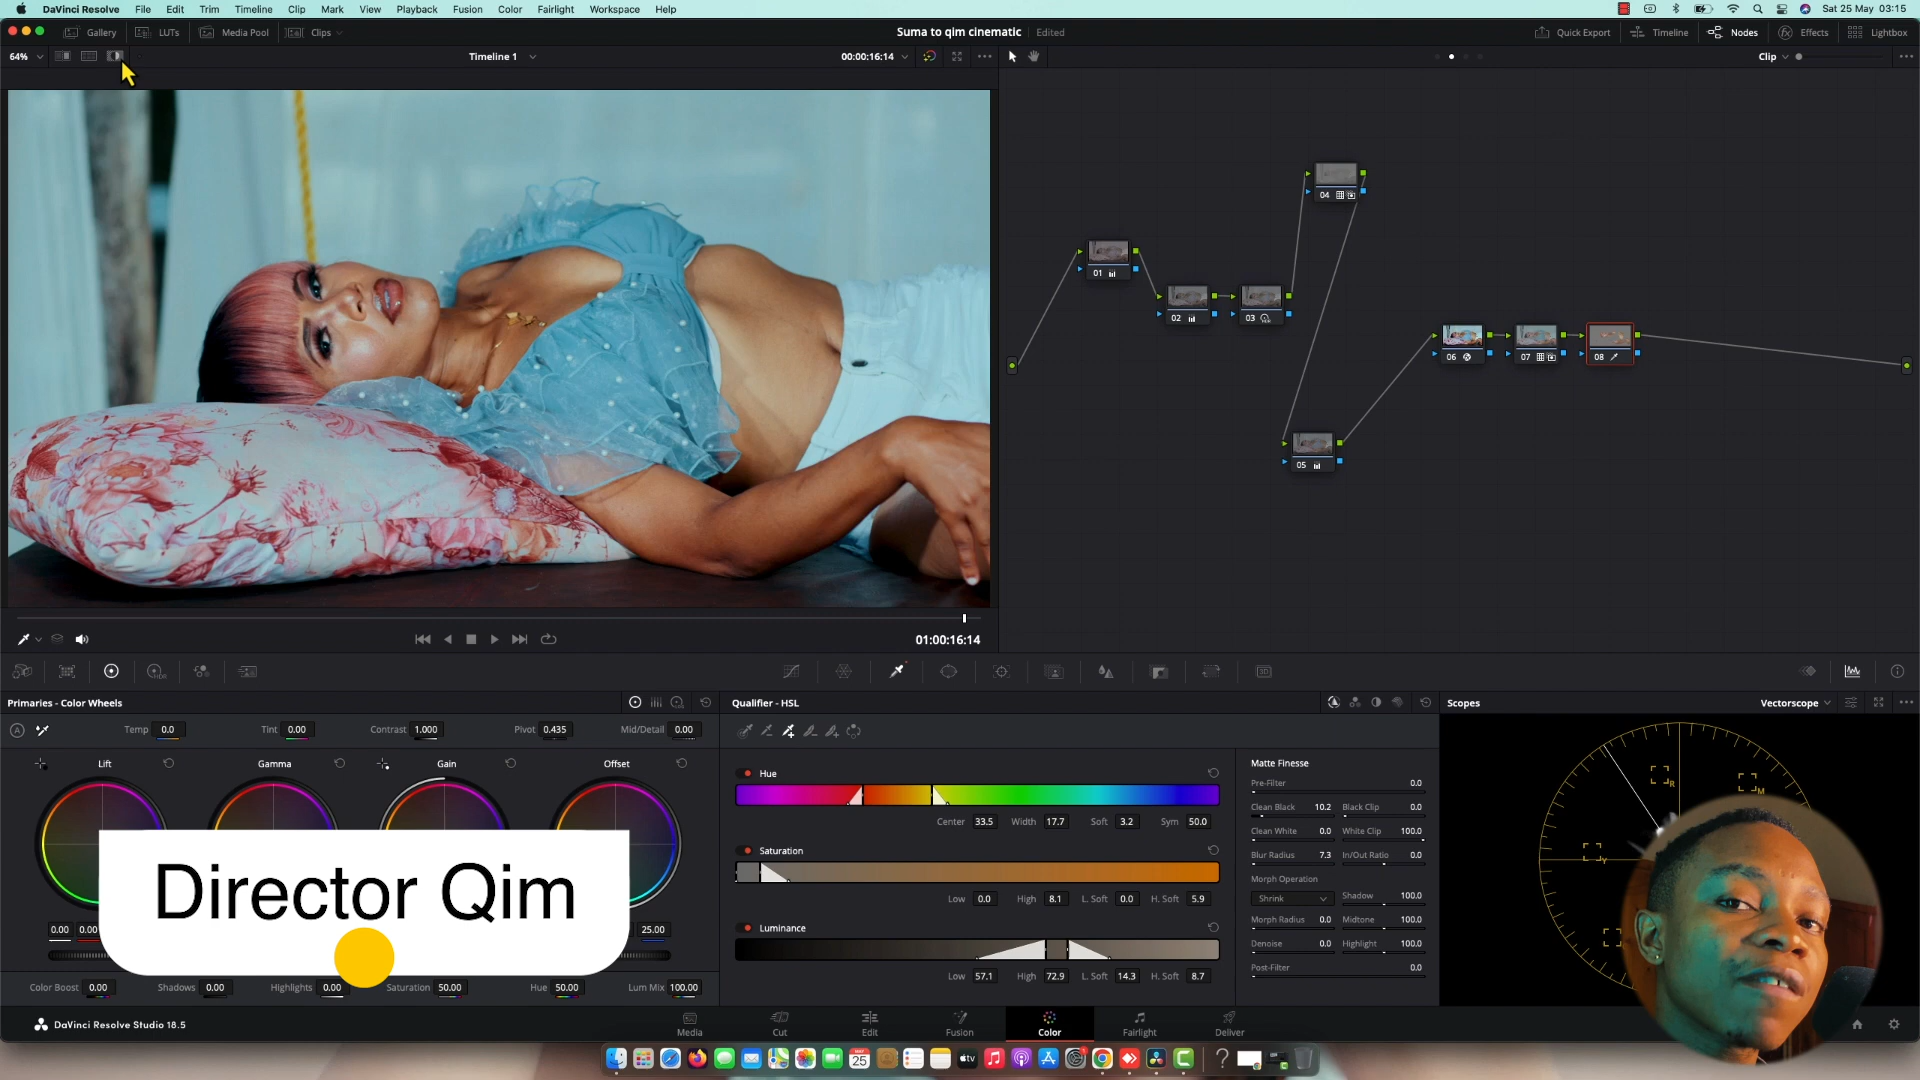 DaVinci Resolve File Edit Trim Timeline Clip Mark View Playback Fusion Color Fairlight Workspace Help Sat 25 May 03:15
Gallery LUTs Media Pool Clips Suma to qim cinematic Edited Quick Export Timeline Nodes Effects Lightbox
64% Timeline 1 00:00:16:14 Clip
04
01
02 03
06 07 08
05
01:00:16:14
Primaries - Color Wheels Qualifier - HSL Scopes Vectorscope
A Temp 0.0 Tint 0.00 Contrast 1.000 Pivot 0.435 Mid/Detail 0.00
Lift Gamma Gain Offset
Hue
Center 33.5 Width 17.7 Soft 3.2 Sym 50.0
Saturation
Low 0.0 High 8.1 L. Soft 0.0 H. Soft 5.9
Luminance
Low 57.1 High 72.9 L. Soft 14.3 H. Soft 8.7
Matte Finesse
Pre-Filter 0.0
Clean Black 10.2 Black Clip 0.0
Clean White 0.0 White Clip 100.0
Blur Radius 7.3 In/Out Ratio 0.0
Morph Operation
Shrink Shadow 100.0
Morph Radius 0.0 Midtone 100.0
Denoise 0.0 Highlight 100.0
Post-Filter 0.0
R M
Y
Director Qim
0.00 0.00 25.00
Color Boost 0.00 Shadows 0.00 Highlights 0.00 Saturation 50.00 Hue 50.00 Lum Mix 100.00
DaVinci Resolve Studio 18.5 Media Cut Edit Fusion Color Fairlight Deliver
25
tv